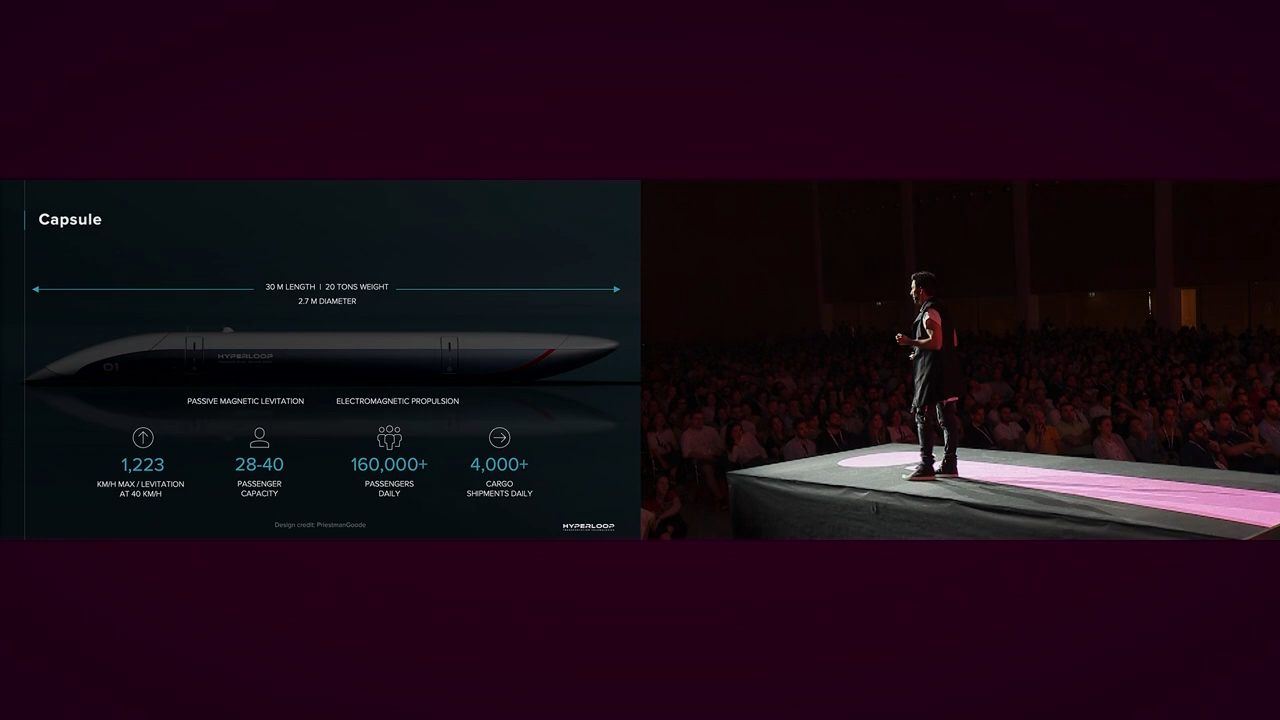 Capsule
30 M LENGTH | 20 TONS WEIGHT
2.7 M DIAMETER
HYPERLOOP
01
PASSIVE MAGNETIC LEVITATION ELECTROMAGNETIC PROPULSION
1,223 28-40 160,000+ 4,000+
KM/H MAX / LEVITATION PASSENGER PASSENGERS CARGO
AT 40 KM/H CAPACITY DAILY SHIPMENTS DAILY
Design credit: PriestmanGoode
HYPERLOOP